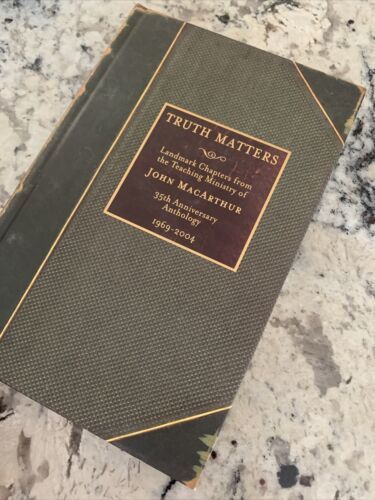 TRUTH MATTERS
Landmark Chapters from
the Teaching Ministry of
JOHN MACARTHUR
35th Anniversary
Anthology
1969-2004